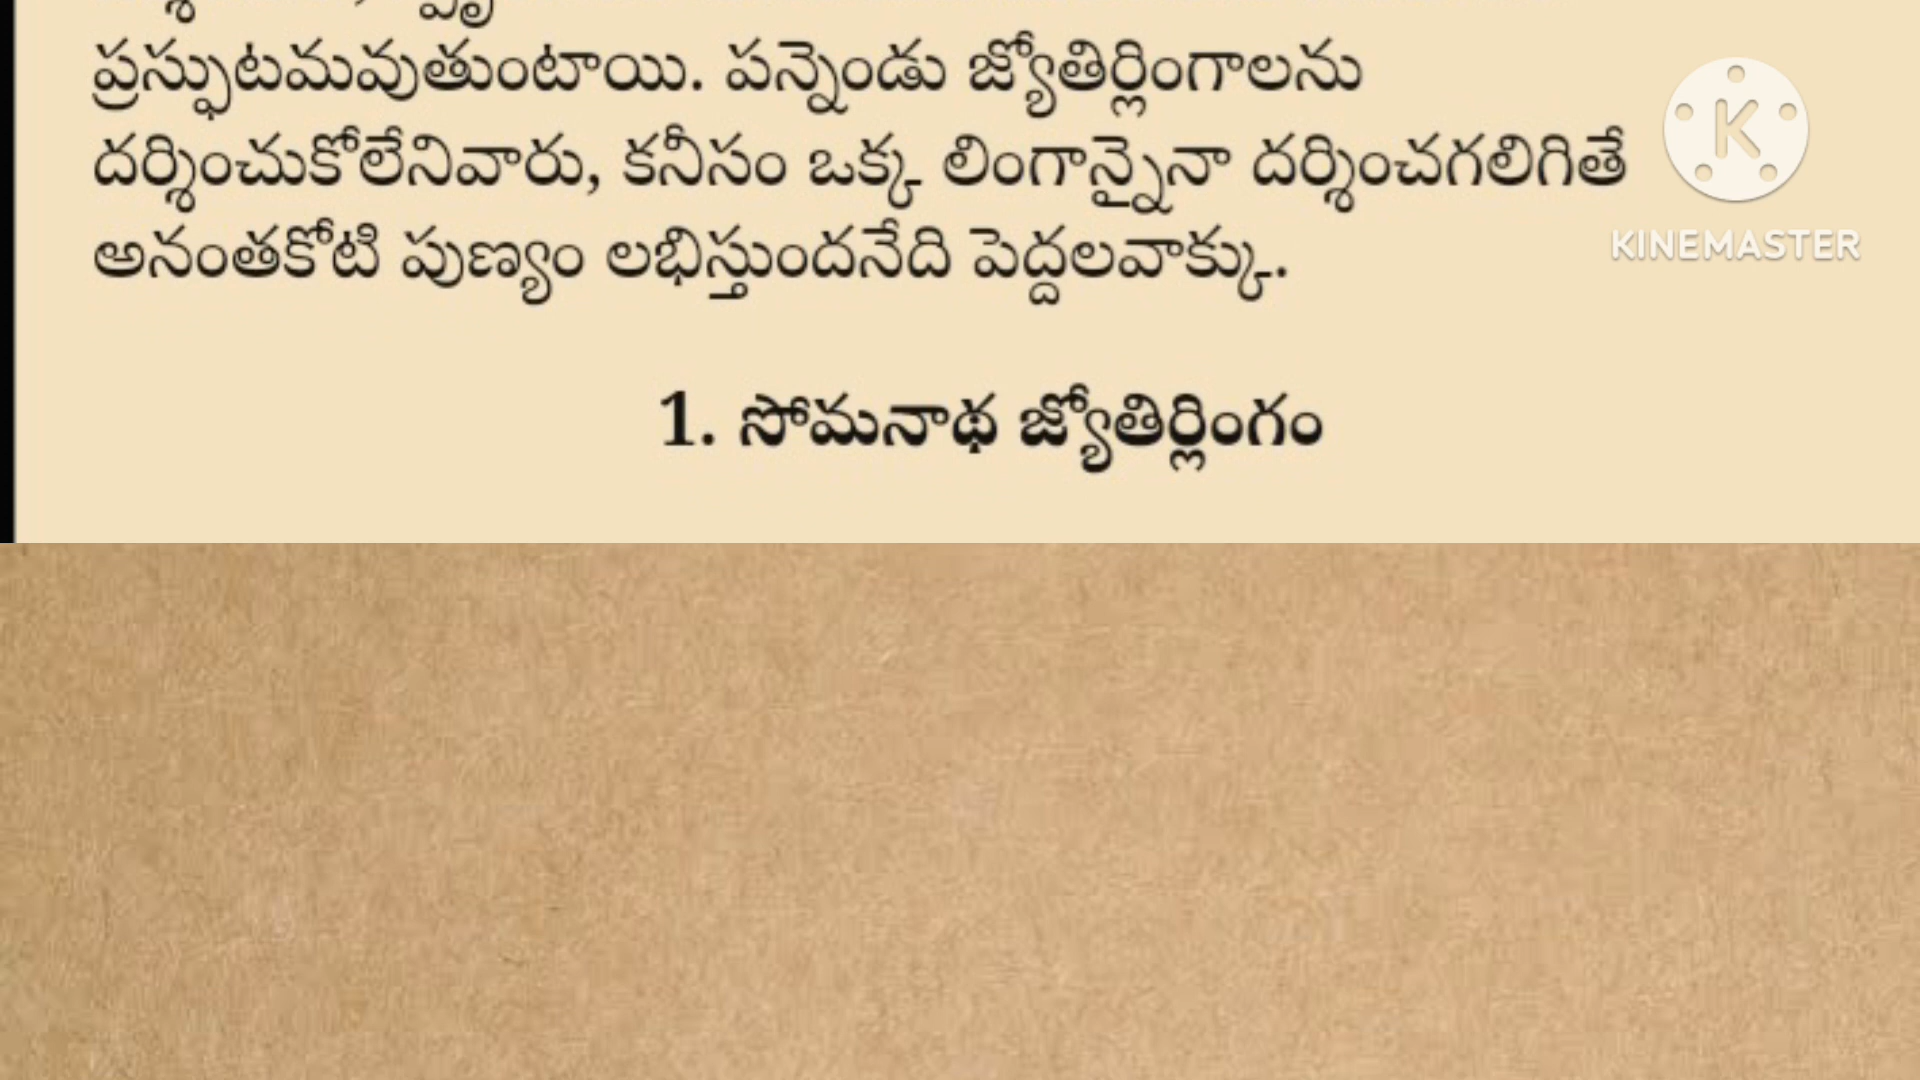 ప్రస్ఫుటమవుతుంటాయి. పన్నెండు జ్యోతిర్లింగాలను
దర్శించుకోలేనివారు, కనీసం ఒక్క లింగాన్నైనా దర్శించగలిగితే
అనంతకోటి పుణ్యం లభిస్తుందనేది పెద్దలవాక్కు.
1. సోమనాథ జ్యోతిర్లింగం
K
KINEMASTER